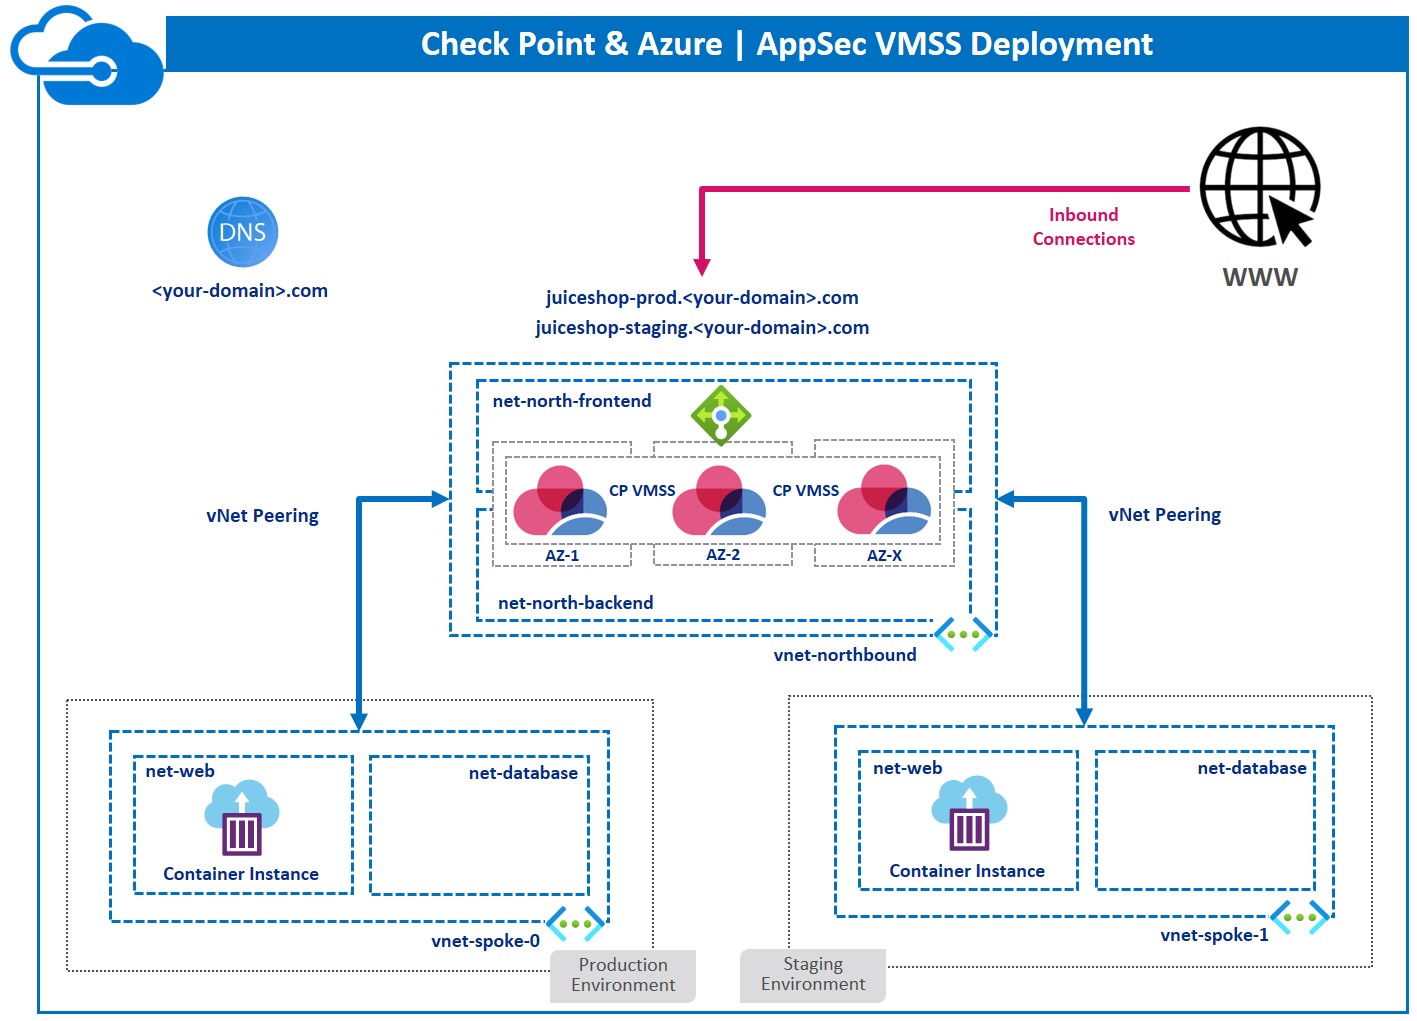 Check Point & Azure | AppSec VMSS Deployment
DNS
<your-domain>.com
Inbound
Connections
WWW
juiceshop-prod.<your-domain>.com
juiceshop-staging.<your-domain>.com
net-north-frontend
CP VMSS
CP VMSS
AZ-1
AZ-2
AZ-X
net-north-backend
vnet-northbound
vNet Peering
vNet Peering
net-web
net-database
Container Instance
vnet-spoke-0
Production
Environment
net-web
net-database
Container Instance
vnet-spoke-1
Staging
Environment